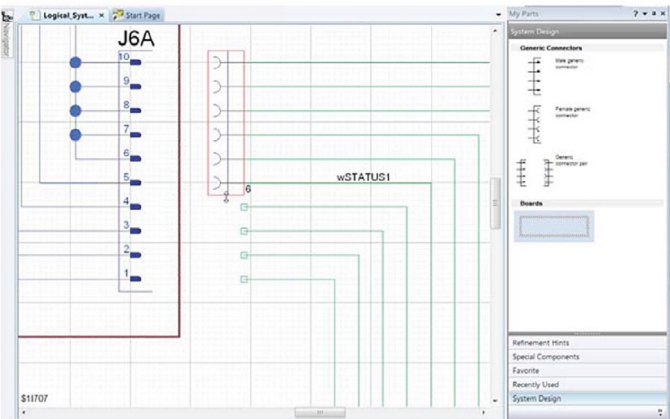 Logical_Syst...
Start Page
My Parts
Navigator
System Design
J6A
Generic Connectors
10
Male generic connector
9
8
Female generic connector
7
6
Generic connector pair
5
wSTATUS1
6
4
Boards
3
2
1
Refinement Hints
Special Components
Favorite
Recently Used
System Design
$1I707